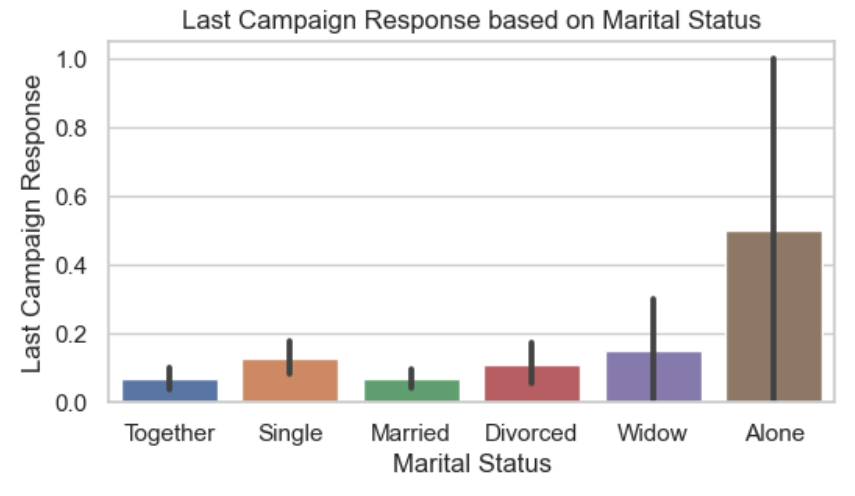 Last Campaign Response based on Marital Status
Last Campaign Response
1.0
0.8
0.6
0.4
0.2
0.0
Together Single Married Divorced Widow Alone
Marital Status